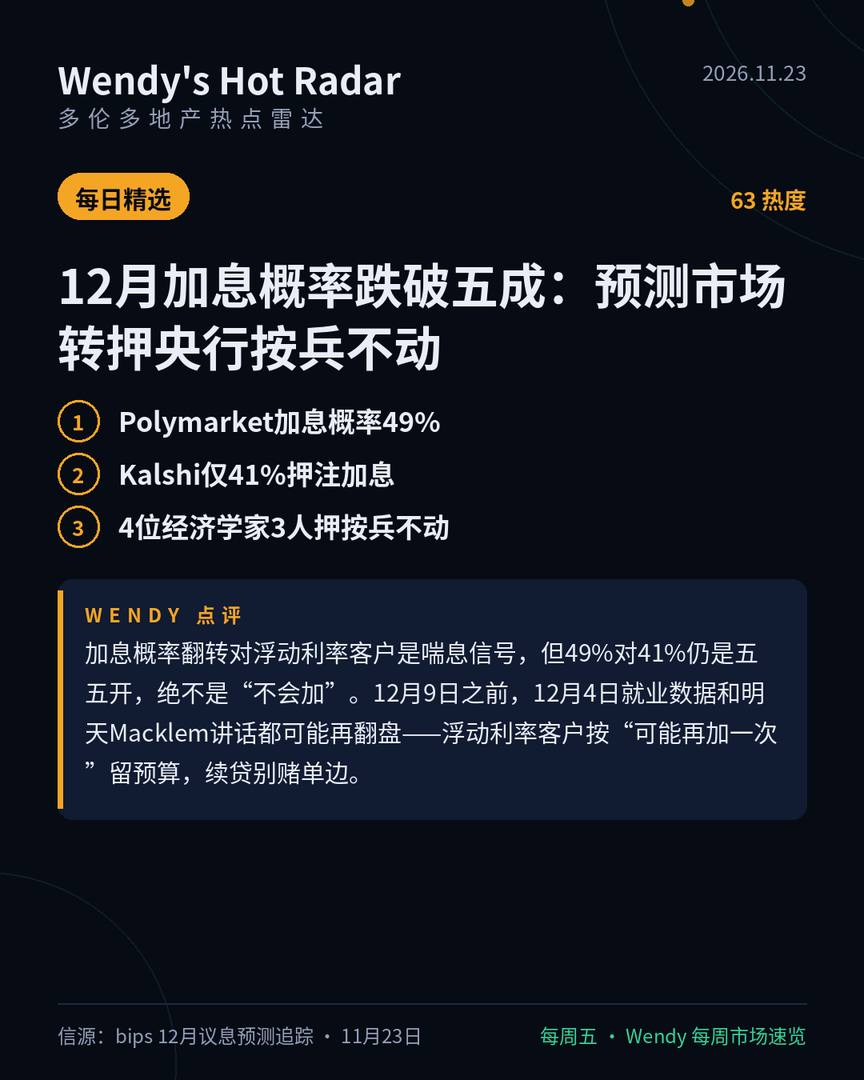 Wendy's Hot Radar
2026.11.23
多伦多地产热点雷达
每日精选
63 热度
12月加息概率跌破五成：预测市场
转押央行按兵不动
1 Polymarket加息概率49%
2 Kalshi仅41%押注加息
3 4位经济学家3人押按兵不动
WENDY 点评
加息概率翻转对浮动利率客户是喘息信号，但49%对41%仍是五
五开，绝不是“不会加”。12月9日之前，12月4日就业数据和明
天Macklem讲话都可能再翻盘——浮动利率客户按“可能再加一次
”留预算，续贷别赌单边。
信源：bips 12月议息预测追踪 · 11月23日
每周五 · Wendy 每周市场速览